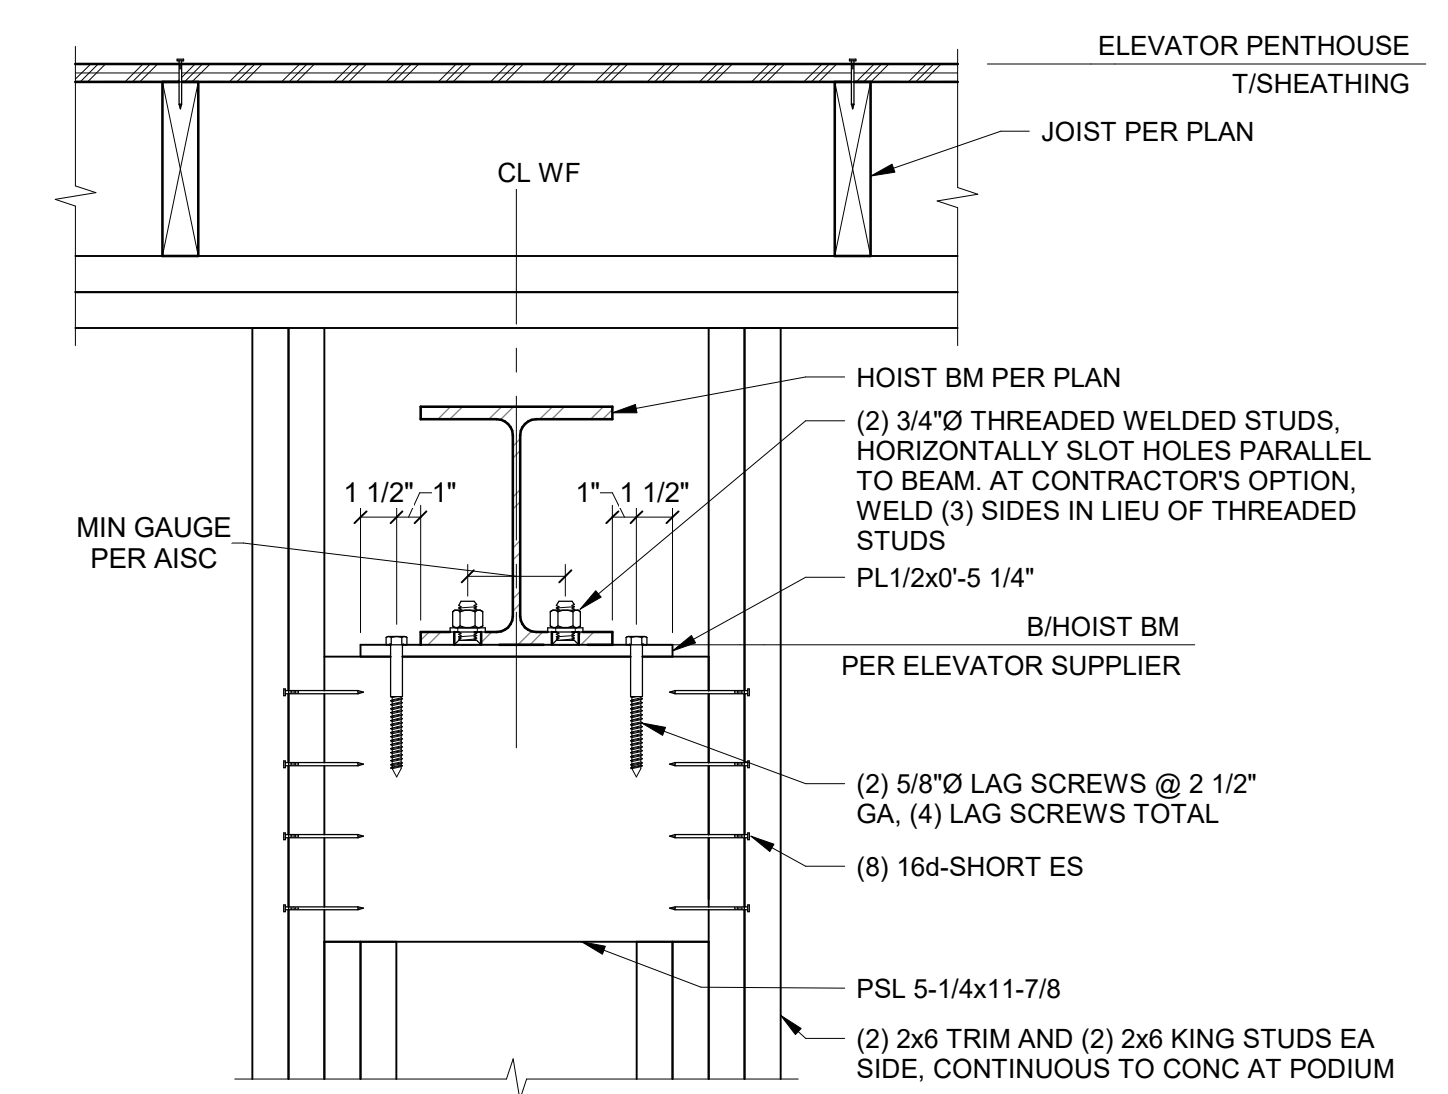 ELEVATOR PENTHOUSE
T/SHEATHING
JOIST PER PLAN
CL WF
HOIST BM PER PLAN
(2) 3/4"Ø THREADED WELDED STUDS,
HORIZONTALLY SLOT HOLES PARALLEL
TO BEAM. AT CONTRACTOR'S OPTION,
WELD (3) SIDES IN LIEU OF THREADED
STUDS
1 1/2" 1" 1" 1 1/2"
MIN GAUGE
PER AISC
PL1/2x0'-5 1/4"
B/HOIST BM
PER ELEVATOR SUPPLIER
(2) 5/8"Ø LAG SCREWS @ 2 1/2"
GA, (4) LAG SCREWS TOTAL
(8) 16d-SHORT ES
PSL 5-1/4x11-7/8
(2) 2x6 TRIM AND (2) 2x6 KING STUDS EA
SIDE, CONTINUOUS TO CONC AT PODIUM